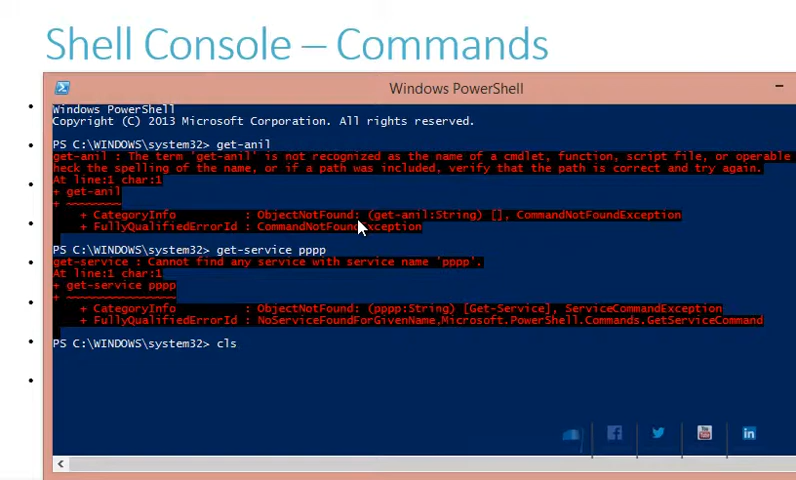 Shell Console – Commands
Windows PowerShell
Windows PowerShell
Copyright (C) 2013 Microsoft Corporation. All rights reserved.
PS C:\WINDOWS\system32> get-anil
get-anil : The term 'get-anil' is not recognized as the name of a cmdlet, function, script file, or operable
heck the spelling of the name, or if a path was included, verify that the path is correct and try again.
At line:1 char:1
+ get-anil
+ ~~~~~~~~
+ CategoryInfo : ObjectNotFound: (get-anil:String) [], CommandNotFoundException
+ FullyQualifiedErrorId : CommandNotFoundException
PS C:\WINDOWS\system32> get-service pppp
get-service : Cannot find any service with service name 'pppp'.
At line:1 char:1
+ get-service pppp
+ ~~~~~~~~~~~~~~~~
+ CategoryInfo : ObjectNotFound: (pppp:String) [Get-Service], ServiceCommandException
+ FullyQualifiedErrorId : NoServiceFoundForGivenName,Microsoft.PowerShell.Commands.GetServiceCommand
PS C:\WINDOWS\system32> cls